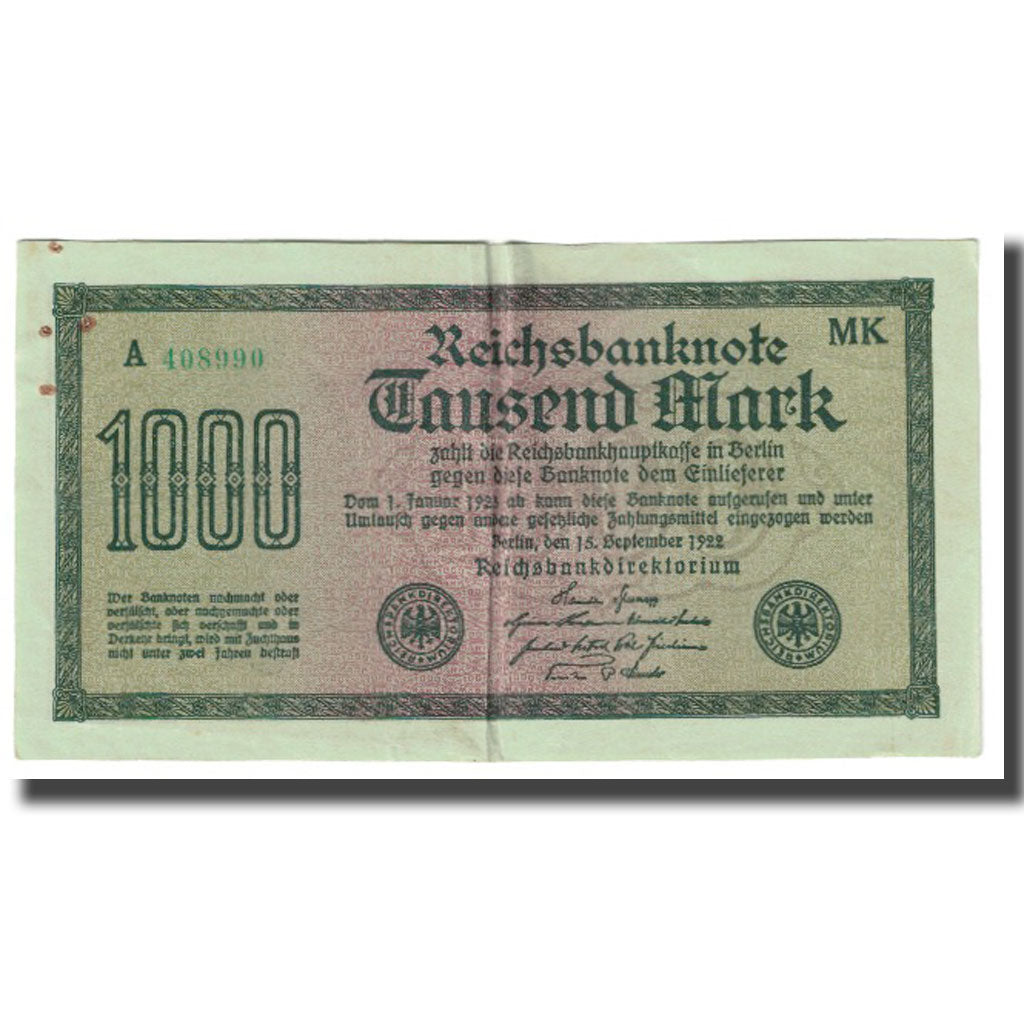 Reichsbanknote
MK
A 408990
Tausend Mark
1000
zahlt die Reichsbankhauptkasse in Berlin
gegen diese Banknote dem Einlieferer
Vom 1. Januar 1923 ab kann diese Banknote aufgerufen und unter
Umtausch gegen andere gesetzliche Zahlungsmittel eingezogen werden
Berlin, den 15. September 1922
Reichsbankdirektorium
Wer Banknoten nachmacht oder
verfälscht, oder nachgemachte oder
verfälschte sich verschafft und in
Verkehr bringt, wird mit Zuchthaus
nicht unter zwei Jahren bestraft
REICHSBANKDIREKTORIUM
REICHSBANKDIREKTORIUM